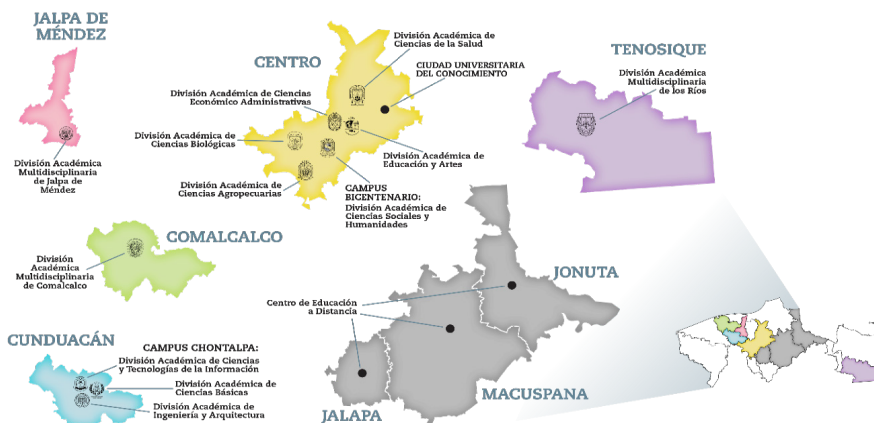 JALPA DE
MÉNDEZ
División Académica
Multidisciplinaria
de Jalpa de
Méndez
CENTRO
División Académica de
Ciencias de la Salud
CIUDAD UNIVERSITARIA
DEL CONOCIMIENTO
División Académica de Ciencias
Económico Administrativas
División Académica de
Ciencias Biológicas
División Académica de
Educación y Artes
División Académica de
Ciencias Agropecuarias
CAMPUS
BICENTENARIO:
División Académica de
Ciencias Sociales y
Humanidades
TENOSIQUE
División Académica
Multidisciplinaria
de los Ríos
COMALCALCO
División
Académica
Multidisciplinaria
de Comalcalco
CUNDUACÁN
CAMPUS CHONTALPA:
División Académica de Ciencias
y Tecnologías de la Información
División Académica de
Ciencias Básicas
División Académica de
Ingeniería y Arquitectura
JONUTA
Centro de Educación
a Distancia
MACUSPANA
JALAPA